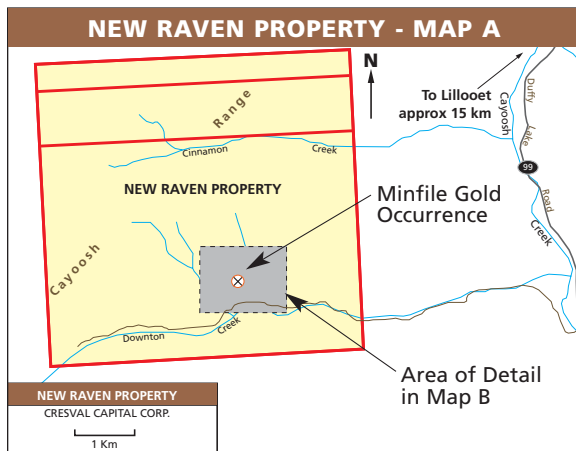 NEW RAVEN PROPERTY - MAP A
N
To Lillooet
approx 15 km
Cayoosh
Duffy
Lake
Road
99
Creek
Range
Cinnamon
Creek
NEW RAVEN PROPERTY
Minfile Gold
Occurrence
Cayoosh
Creek
Downton
Area of Detail
in Map B
NEW RAVEN PROPERTY
CRESVAL CAPITAL CORP.
1 Km